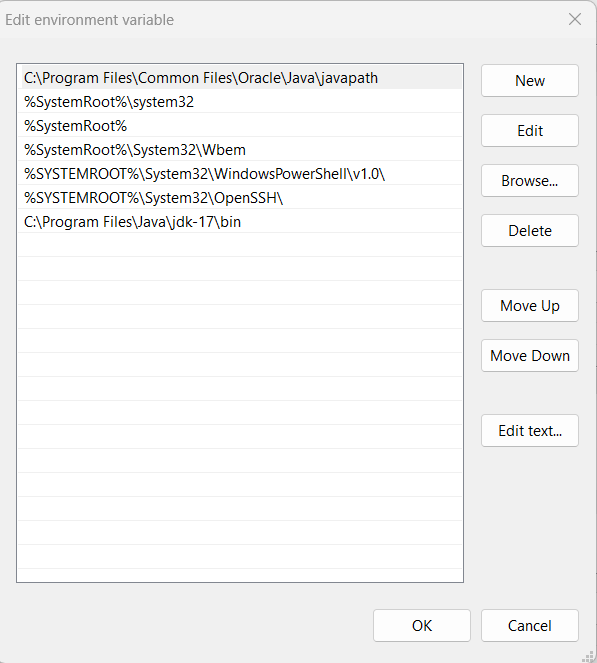 Edit environment variable
C:\Program Files\Common Files\Oracle\Java\javapath
%SystemRoot%\system32
%SystemRoot%
%SystemRoot%\System32\Wbem
%SYSTEMROOT%\System32\WindowsPowerShell\v1.0\
%SYSTEMROOT%\System32\OpenSSH\
C:\Program Files\Java\jdk-17\bin
New
Edit
Browse...
Delete
Move Up
Move Down
Edit text...
OK
Cancel